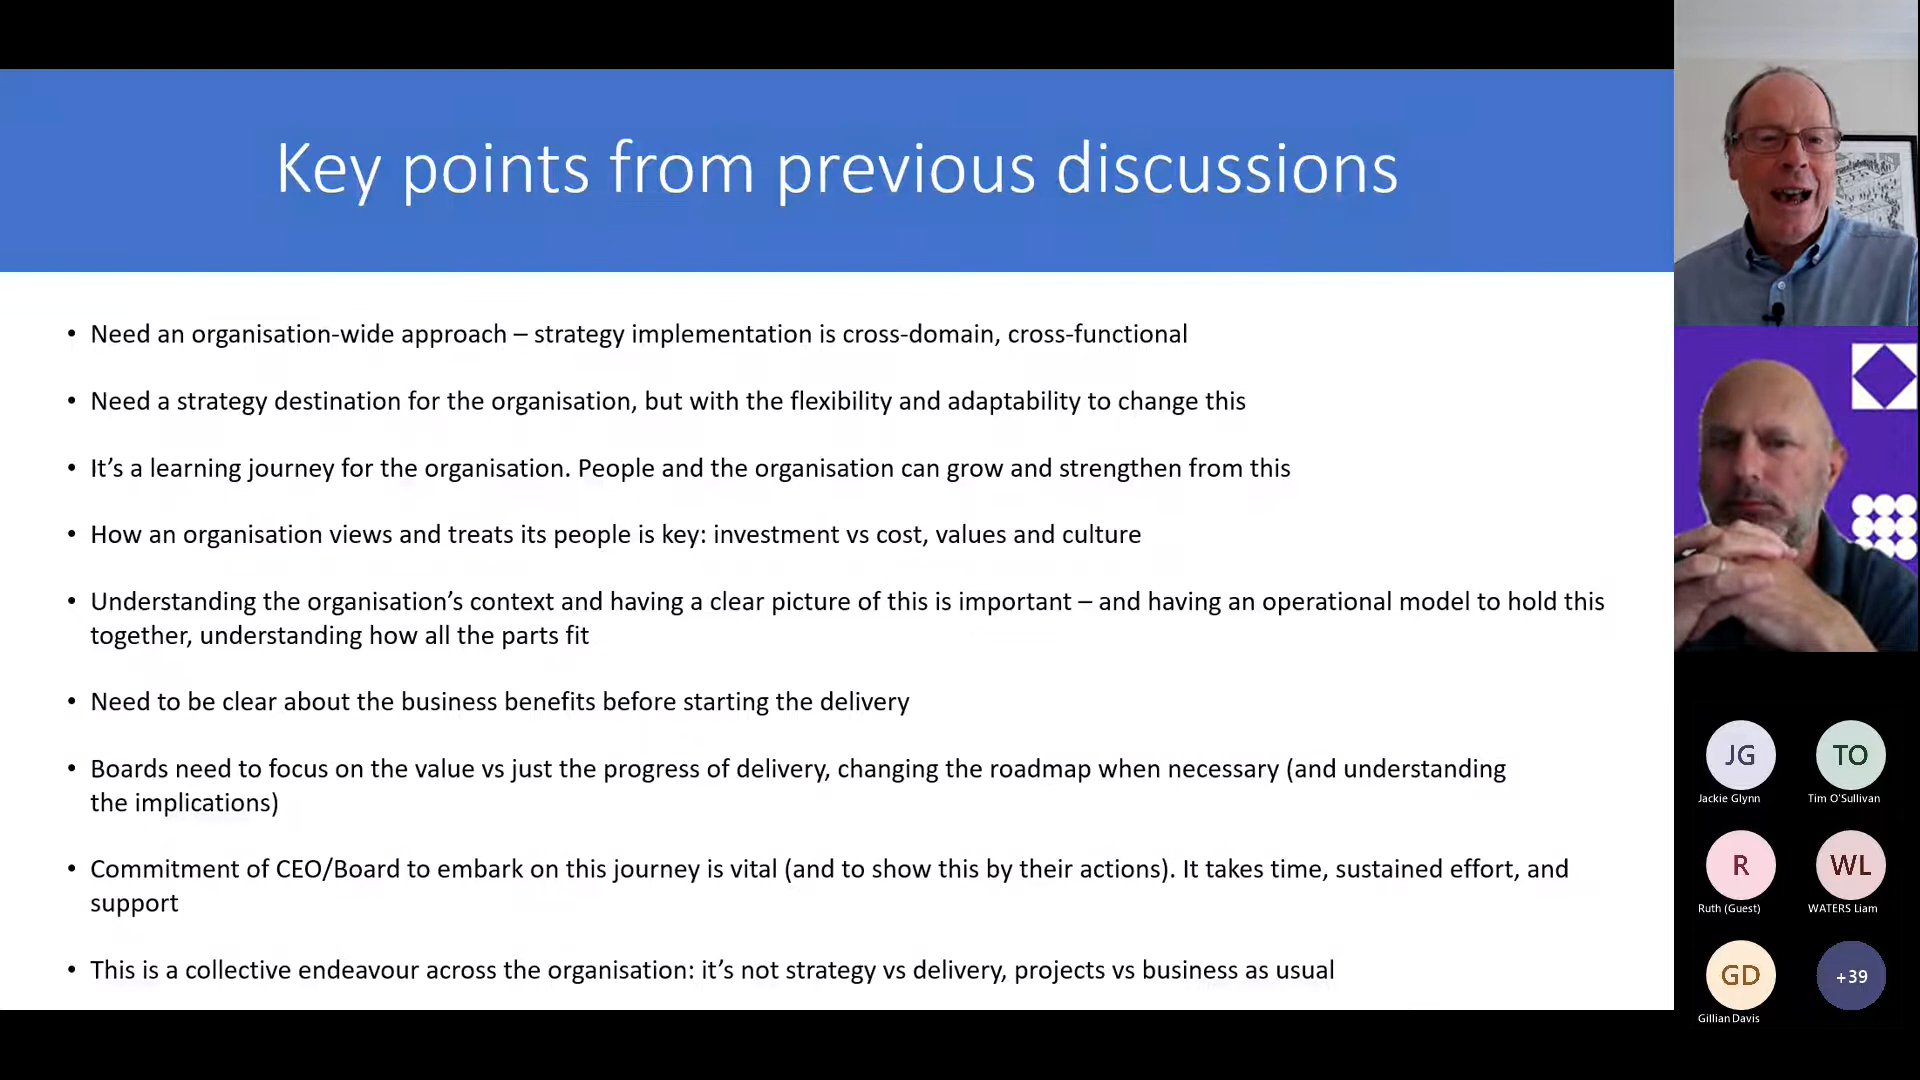 Key points from previous discussions
• Need an organisation-wide approach – strategy implementation is cross-domain, cross-functional
• Need a strategy destination for the organisation, but with the flexibility and adaptability to change this
• It’s a learning journey for the organisation. People and the organisation can grow and strengthen from this
• How an organisation views and treats its people is key: investment vs cost, values and culture
• Understanding the organisation’s context and having a clear picture of this is important – and having an operational model to hold this
together, understanding how all the parts fit
• Need to be clear about the business benefits before starting the delivery
• Boards need to focus on the value vs just the progress of delivery, changing the roadmap when necessary (and understanding
the implications)
• Commitment of CEO/Board to embark on this journey is vital (and to show this by their actions). It takes time, sustained effort, and
support
• This is a collective endeavour across the organisation: it’s not strategy vs delivery, projects vs business as usual
JG TO
Jackie Glynn Tim O'Sullivan
R WL
Ruth (Guest) WATERS Liam
GD +39
Gillian Davis